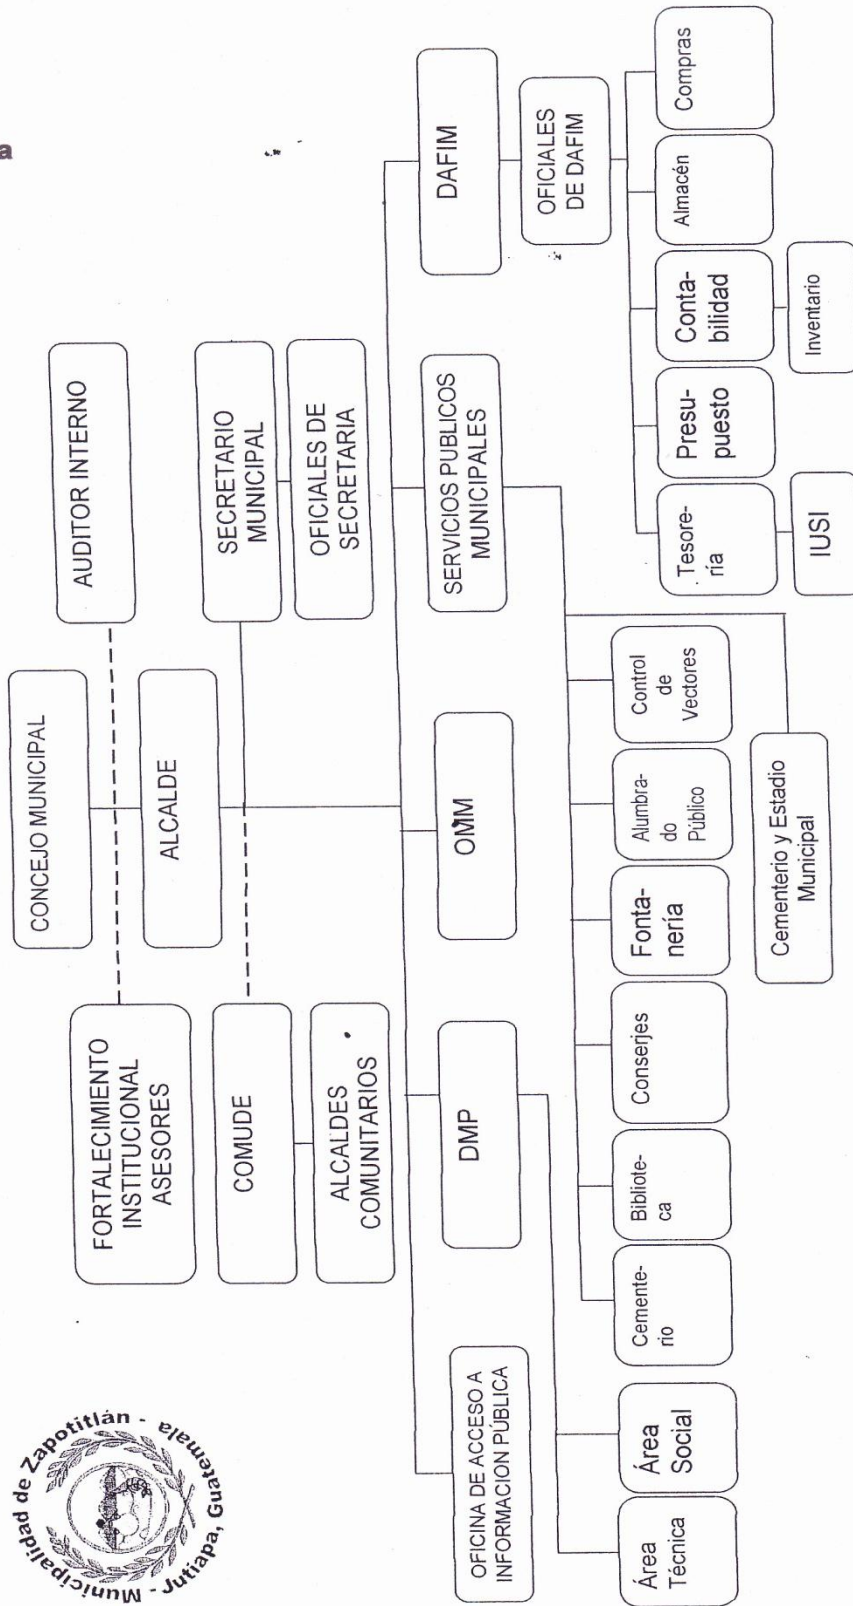 Municipalidad de Zapotitlán -
- Jutiapa, Guatemala
a
CONCEJO MUNICIPAL
FORTALECIMIENTO
INSTITUCIONAL
ASESORES
AUDITOR INTERNO
ALCALDE
COMUDE
SECRETARIO
MUNICIPAL
ALCALDES
COMUNITARIOS
OFICIALES DE
SECRETARIA
OFICINA DE ACCESO A
INFORMACION PÚBLICA
DMP
OMM
SERVICIOS PUBLICOS
MUNICIPALES
DAFIM
OFICIALES
DE DAFIM
Área
Técnica
Área
Social
Cemente-
rio
Bibliote-
ca
Conserjes
Fonta-
nería
Alumbra-
do
Público
Control
de
Vectores
Tesore-
ría
Presu-
puesto
Conta-
bilidad
Almacén
Compras
Cementerio y Estadio
Municipal
IUSI
Inventario